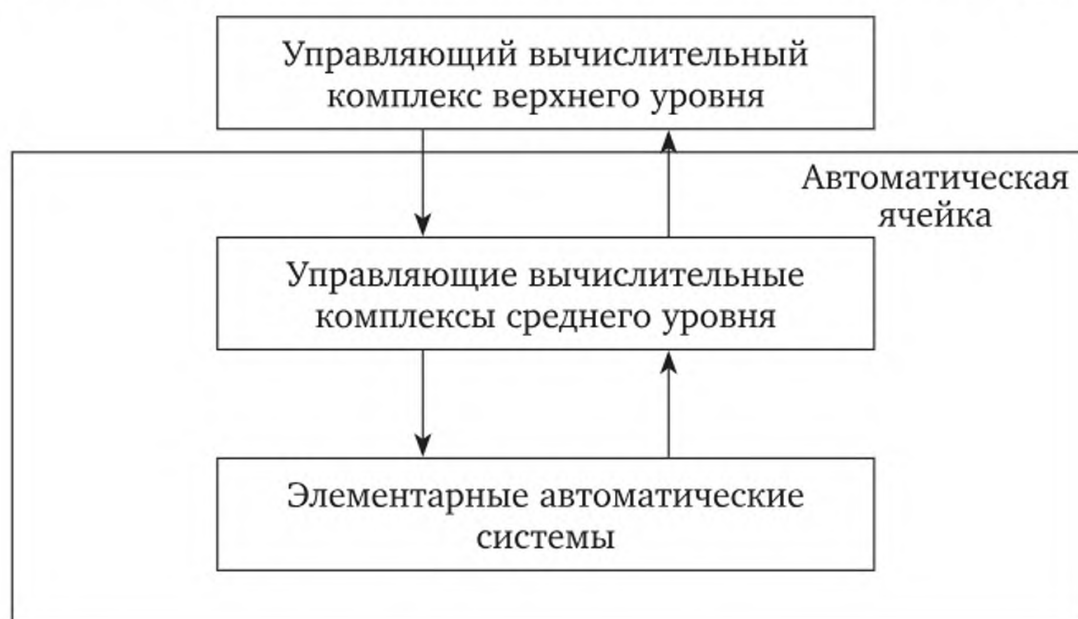 Управляющий вычислительный
комплекс верхнего уровня
Автоматическая
ячейка
Управляющие вычислительные
комплексы среднего уровня
Элементарные автоматические
системы